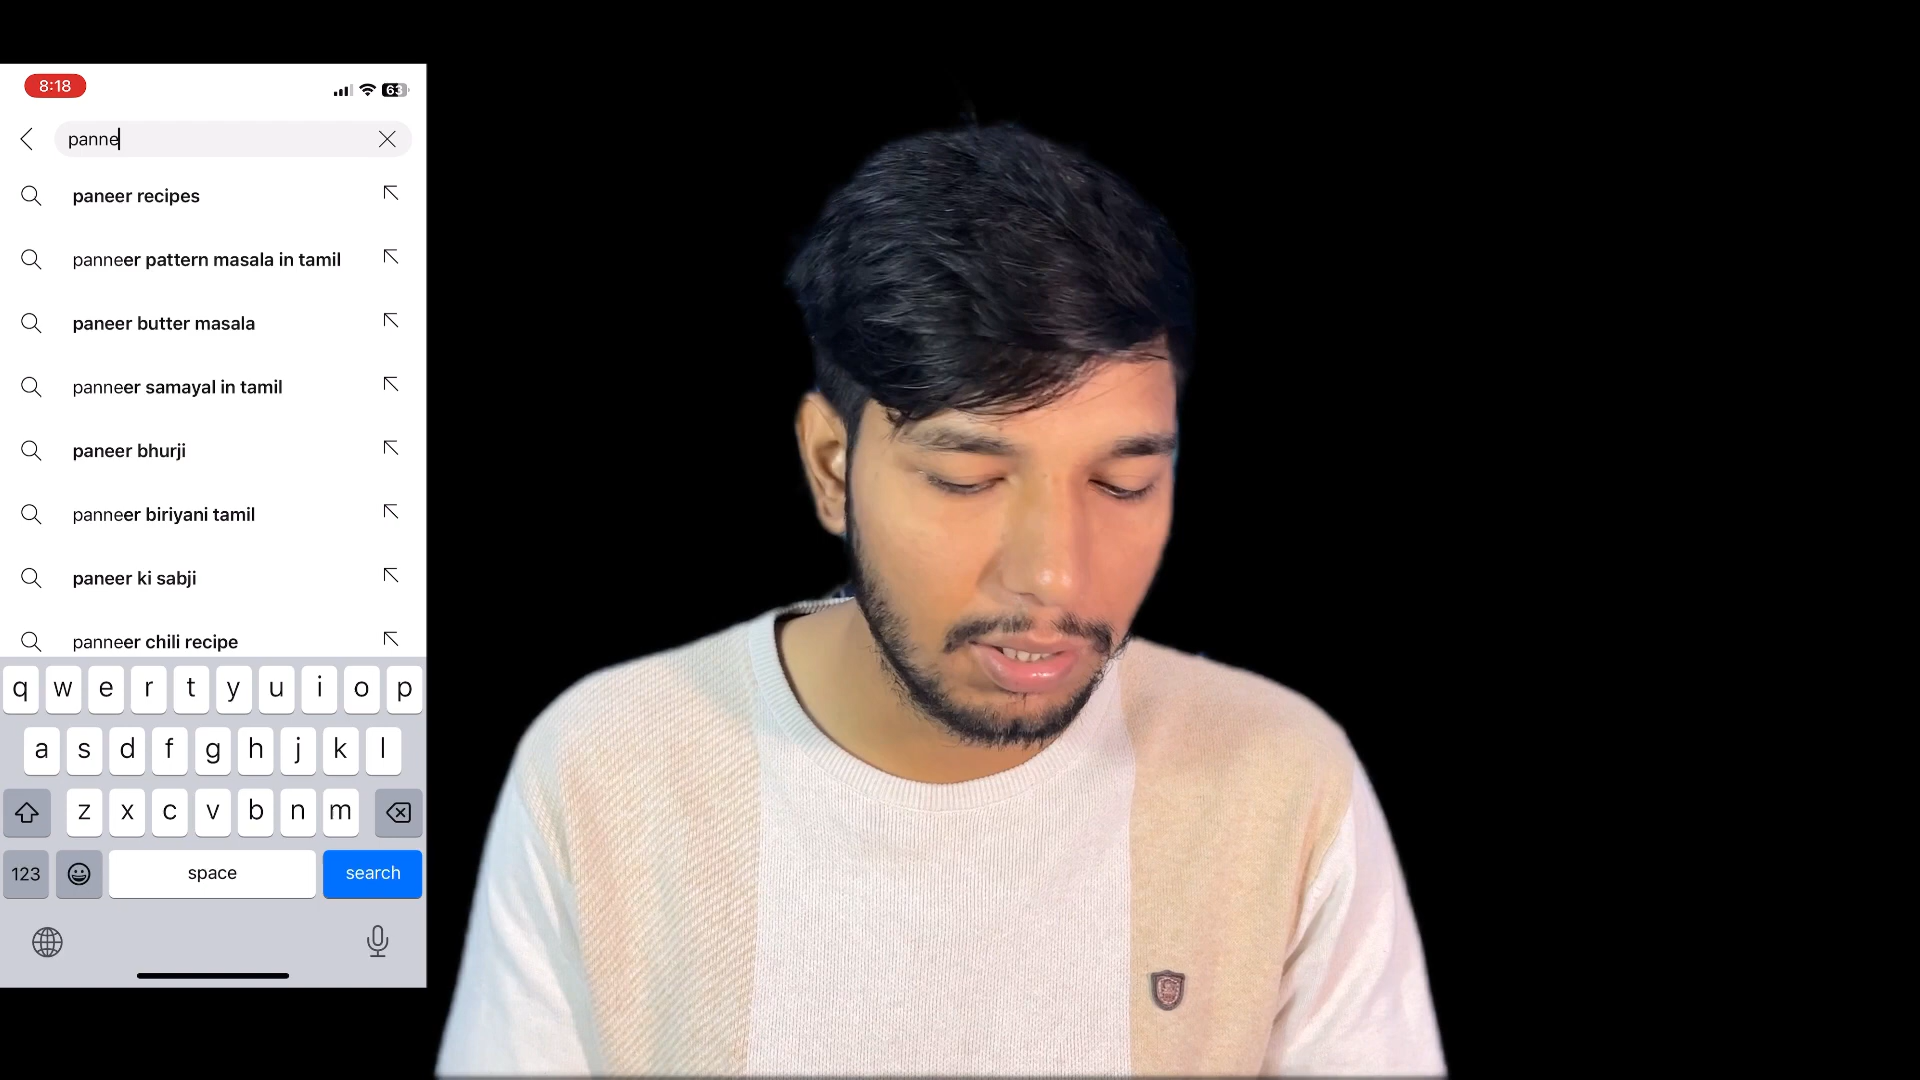 8:18
63
panne
paneer recipes
panneer pattern masala in tamil
paneer butter masala
panneer samayal in tamil
paneer bhurji
panneer biriyani tamil
paneer ki sabji
panneer chili recipe
q w e r t y u i o p
a s d f g h j k l
z x c v b n m
123 space search